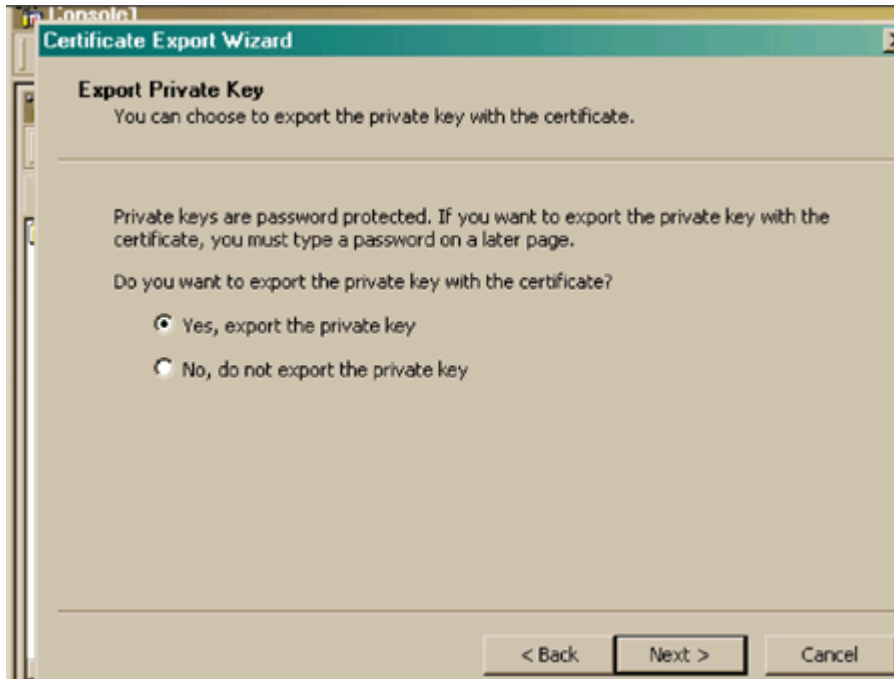 Console1
Certificate Export Wizard
Export Private Key
You can choose to export the private key with the certificate.
Private keys are password protected. If you want to export the private key with the
certificate, you must type a password on a later page.
Do you want to export the private key with the certificate?
Yes, export the private key
No, do not export the private key
< Back Next > Cancel